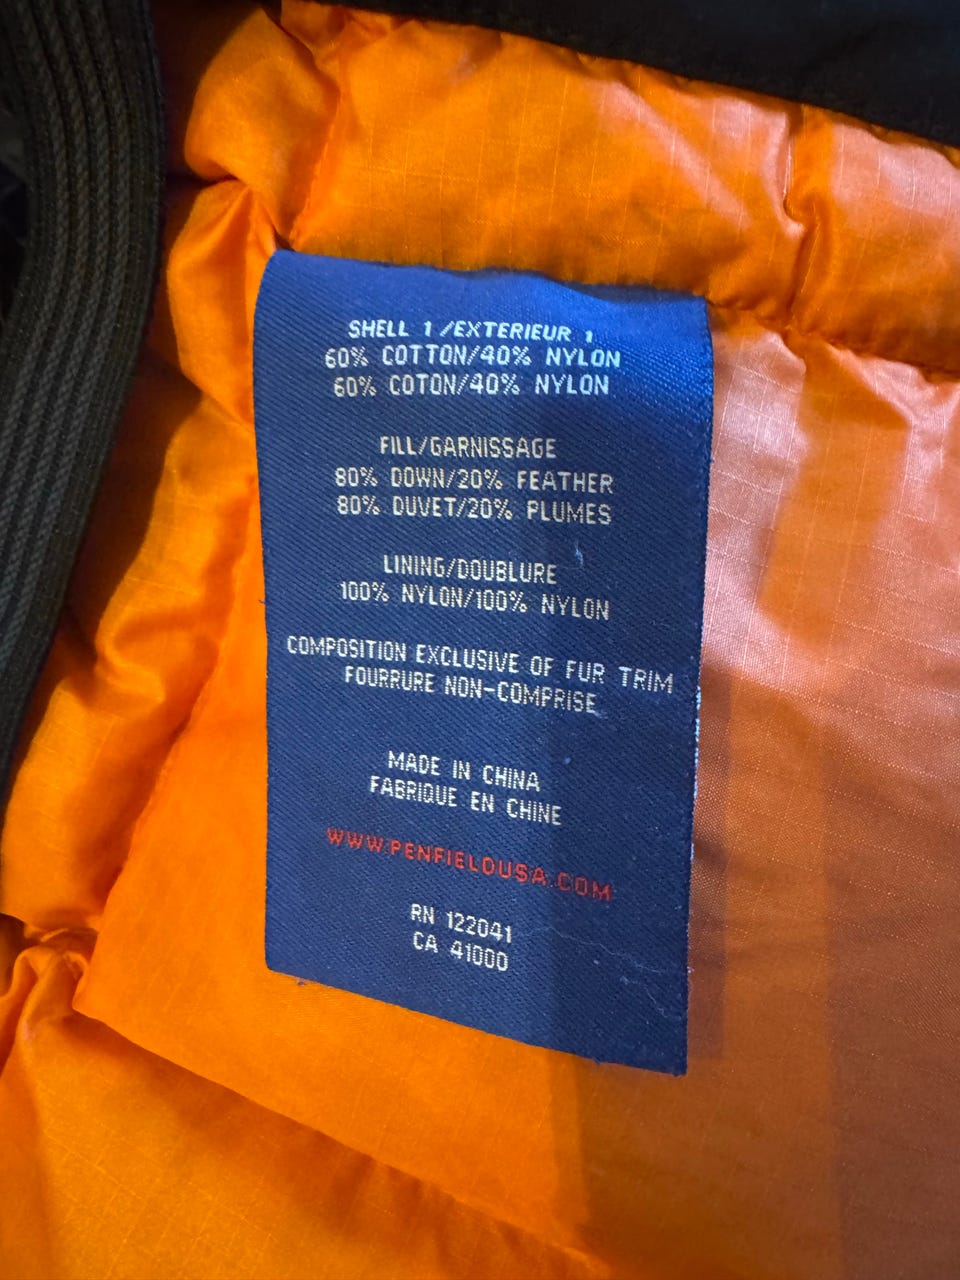 SHELL 1/EXTERIEUR 1
60% COTTON/40% NYLON
60% COTON/40% NYLON
FILL/GARNISSAGE
80% DOWN/20% FEATHER
80% DUVET/20% PLUMES
LINING/DOUBLURE
100% NYLON/100% NYLON
COMPOSITION EXCLUSIVE OF FUR TRIM
FOURRURE NON-COMPRISE
MADE IN CHINA
FABRIQUE EN CHINE
WWW.PENFIELDUSA.COM
RN 122041
CA 41000